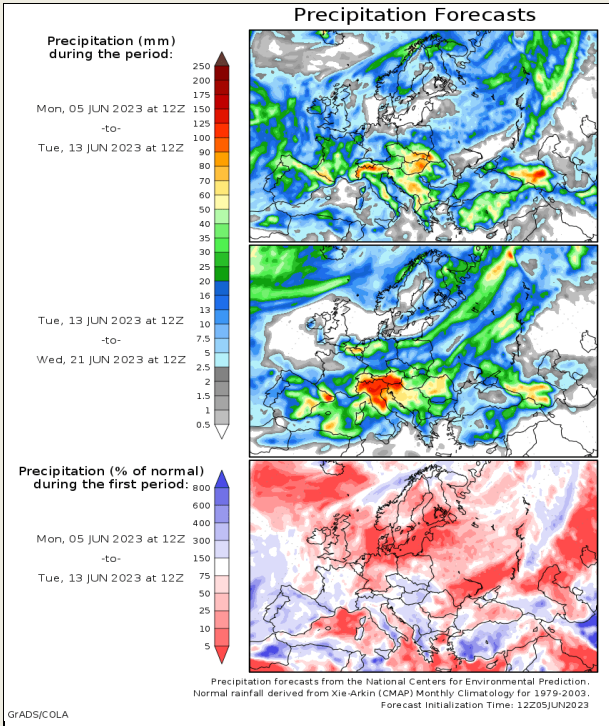 Precipitation Forecasts
Precipitation (mm)
during the period:
Mon, 05 JUN 2023 at 12Z
-to-
Tue, 13 JUN 2023 at 12Z
250
200
175
150
125
100
90
80
70
60
50
40
35
30
25
20
16
13
10
7.5
5
2.5
2
1.5
1
0.5
Tue, 13 JUN 2023 at 12Z
-to-
Wed, 21 JUN 2023 at 12Z
Precipitation (% of normal)
during the first period:
Mon, 05 JUN 2023 at 12Z
-to-
Tue, 13 JUN 2023 at 12Z
800
600
400
300
150
75
50
25
10
5
Precipitation forecasts from the National Centers for Environmental Prediction.
Normal rainfall derived from Xie-Arkin (CMAP) Monthly Climatology for 1979-2003.
Forecast Initialization Time: 12Z05JUN2023
GrADS/COLA